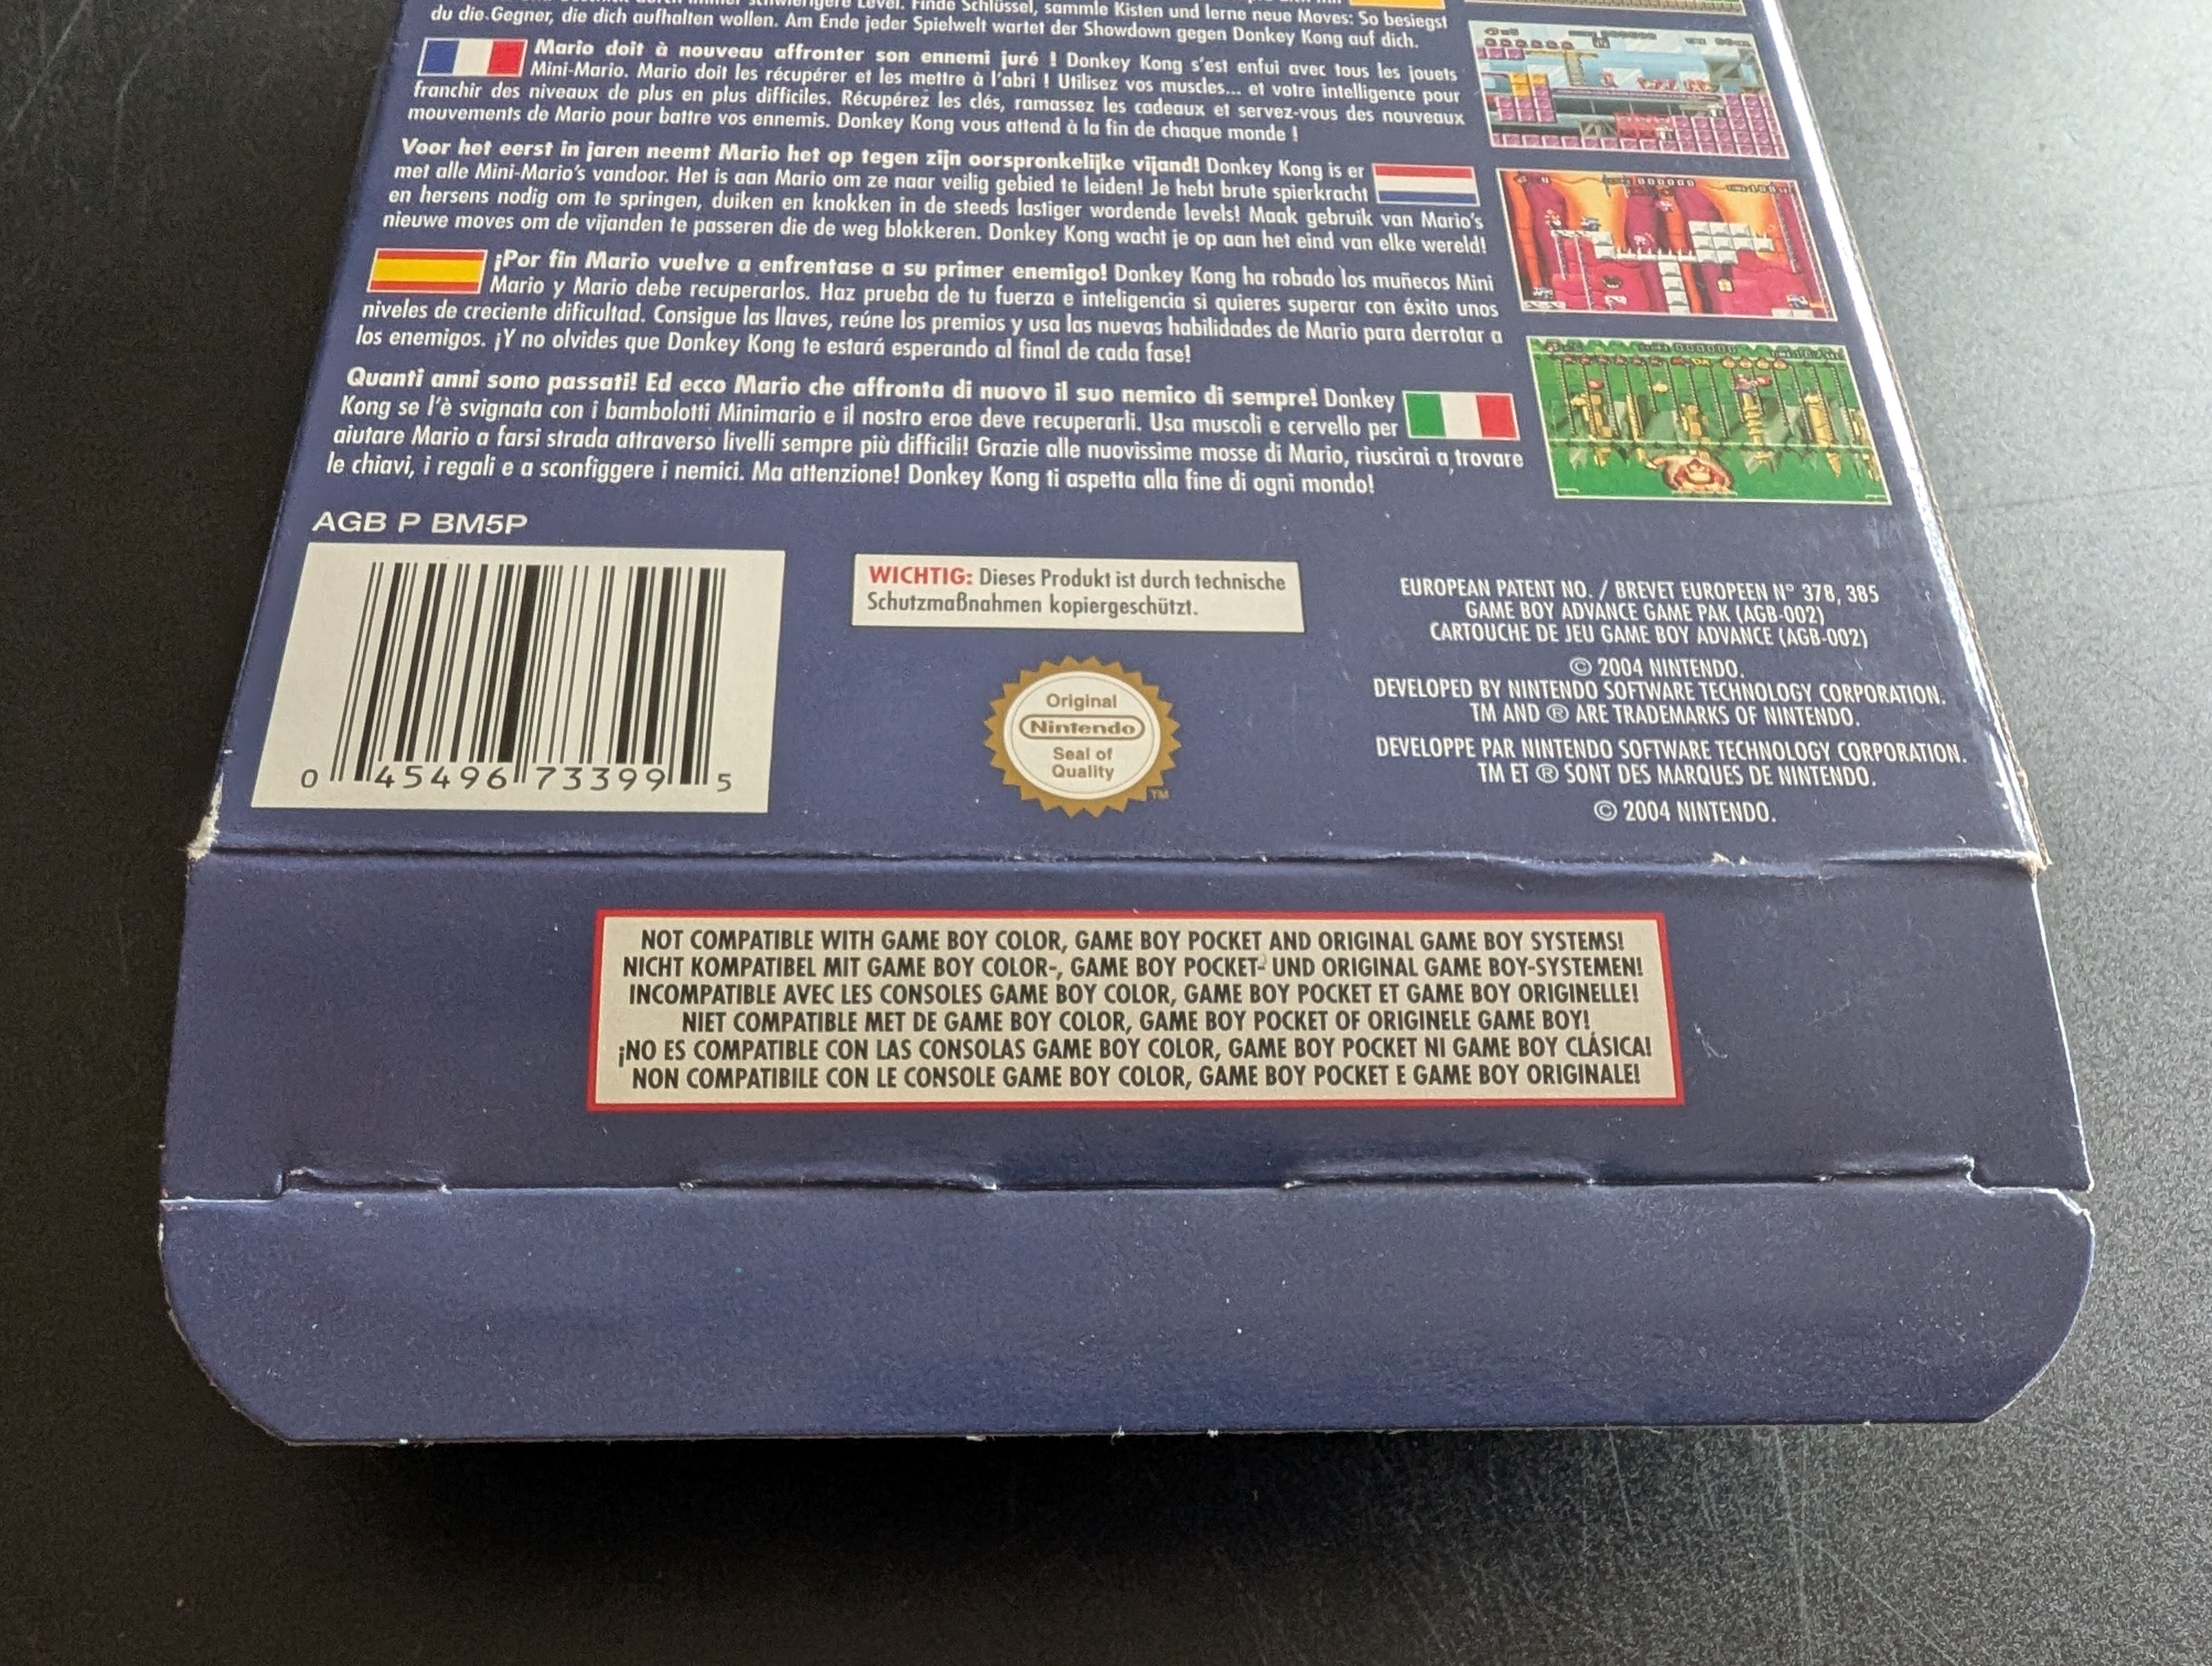 schwierigere Level. Finde Schlüssel, sammle Kisten und lerne neue Moves: So besiegst
du die Gegner, die dich aufhalten wollen. Am Ende jeder Spielwelt wartet der Showdown gegen Donkey Kong auf dich.
Mario doit à nouveau affronter son ennemi juré ! Donkey Kong s'est enfui avec tous les jouets
Mini-Mario. Mario doit les récupérer et les mettre à l'abri ! Utilisez vos muscles... et votre intelligence pour
franchir des niveaux de plus en plus difficiles. Récupérez les clés, ramassez les cadeaux et servez-vous des nouveaux
mouvements de Mario pour battre vos ennemis. Donkey Kong vous attend à la fin de chaque monde !
Voor het eerst in jaren neemt Mario het op tegen zijn oorspronkelijke vijand! Donkey Kong is er
met alle Mini-Mario's vandoor. Het is aan Mario om ze naar veilig gebied te leiden! Je hebt brute spierkracht
en hersens nodig om te springen, duiken en knokken in de steeds lastiger wordende levels! Maak gebruik van Mario's
nieuwe moves om de vijanden te passeren die de weg blokkeren. Donkey Kong wacht je op aan het eind van elke wereld!
¡Por fin Mario vuelve a enfrentase a su primer enemigo! Donkey Kong ha robado los muñecos Mini
Mario y Mario debe recuperarlos. Haz prueba de tu fuerza e inteligencia si quieres superar con éxito unos
niveles de creciente dificultad. Consigue las llaves, reúne los premios y usa las nuevas habilidades de Mario para derrotar a
los enemigos. ¡Y no olvides que Donkey Kong te estará esperando al final de cada fase!
Quanti anni sono passati! Ed ecco Mario che affronta di nuovo il suo nemico di sempre! Donkey
Kong se l'è svignata con i bambolotti Minimario e il nostro eroe deve recuperarli. Usa muscoli e cervello per
aiutare Mario a farsi strada attraverso livelli sempre più difficili! Grazie alle nuovissime mosse di Mario, riuscirai a trovare
le chiavi, i regali e a sconfiggere i nemici. Ma attenzione! Donkey Kong ti aspetta alla fine di ogni mondo!
AGB P BM5P
0 45496 73399 5
WICHTIG: Dieses Produkt ist durch technische
Schutzmaßnahmen kopiergeschützt.
Original
Nintendo
Seal of
Quality
TM
EUROPEAN PATENT NO. / BREVET EUROPEEN N° 378, 385
GAME BOY ADVANCE GAME PAK (AGB-002)
CARTOUCHE DE JEU GAME BOY ADVANCE (AGB-002)
© 2004 NINTENDO.
DEVELOPED BY NINTENDO SOFTWARE TECHNOLOGY CORPORATION.
TM AND ® ARE TRADEMARKS OF NINTENDO.
DEVELOPPE PAR NINTENDO SOFTWARE TECHNOLOGY CORPORATION.
TM ET ® SONT DES MARQUES DE NINTENDO.
© 2004 NINTENDO.
NOT COMPATIBLE WITH GAME BOY COLOR, GAME BOY POCKET AND ORIGINAL GAME BOY SYSTEMS!
NICHT KOMPATIBEL MIT GAME BOY COLOR-, GAME BOY POCKET- UND ORIGINAL GAME BOY-SYSTEMEN!
INCOMPATIBLE AVEC LES CONSOLES GAME BOY COLOR, GAME BOY POCKET ET GAME BOY ORIGINELLE!
NIET COMPATIBLE MET DE GAME BOY COLOR, GAME BOY POCKET OF ORIGINELE GAME BOY!
¡NO ES COMPATIBLE CON LAS CONSOLAS GAME BOY COLOR, GAME BOY POCKET NI GAME BOY CLÁSICA!
NON COMPATIBILE CON LE CONSOLE GAME BOY COLOR, GAME BOY POCKET E GAME BOY ORIGINALE!